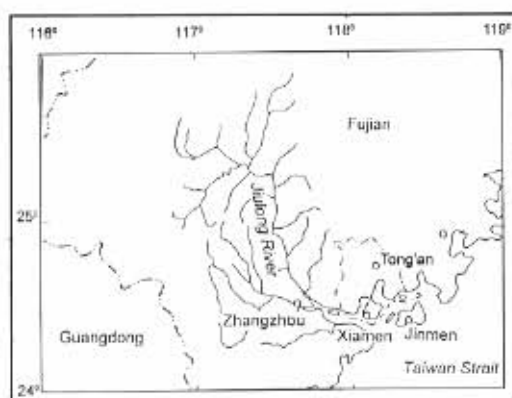 116° 117° 118° 119°
Fujian
25°
Jiulong River
Tong'an
Zhangzhou
Guangdong
Xiamen Jinmen
Taiwan Strait
24°